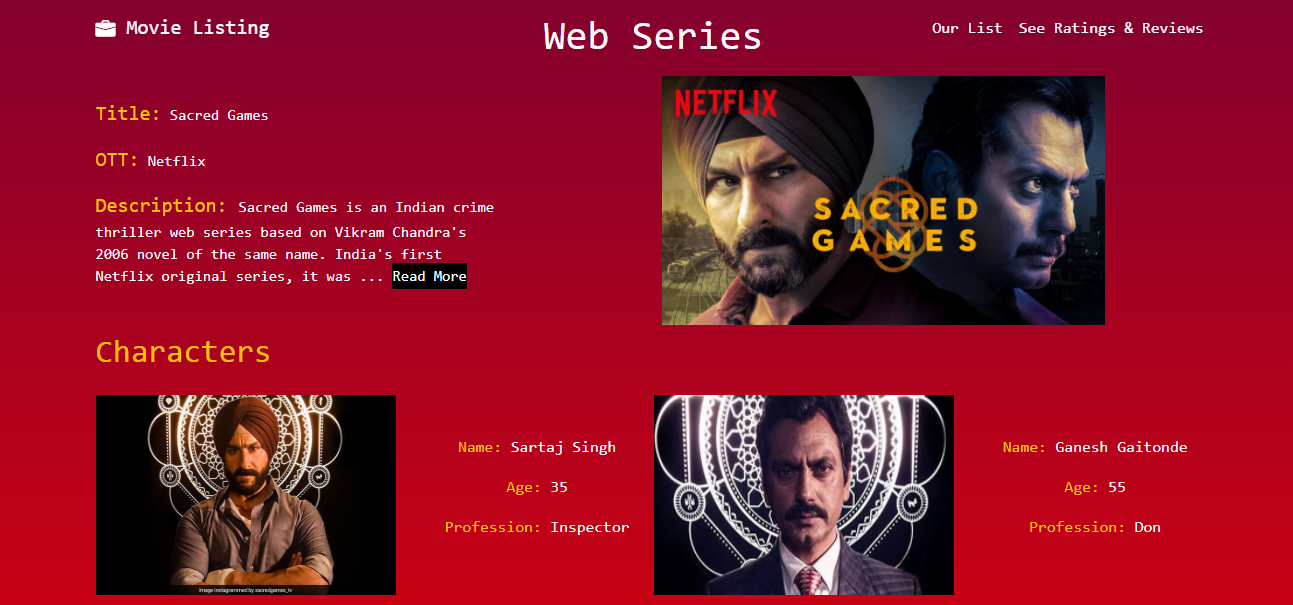 Movie Listing
Web Series
Our List See Ratings & Reviews
Title: Sacred Games
OTT: Netflix
Description: Sacred Games is an Indian crime
thriller web series based on Vikram Chandra's
2006 novel of the same name. India's first
Netflix original series, it was ... Read More
NETFLIX
SACRED
GAMES
Characters
Name: Sartaj Singh
Age: 35
Profession: Inspector
Image instagrammed by sacredgames_tv
Name: Ganesh Gaitonde
Age: 55
Profession: Don